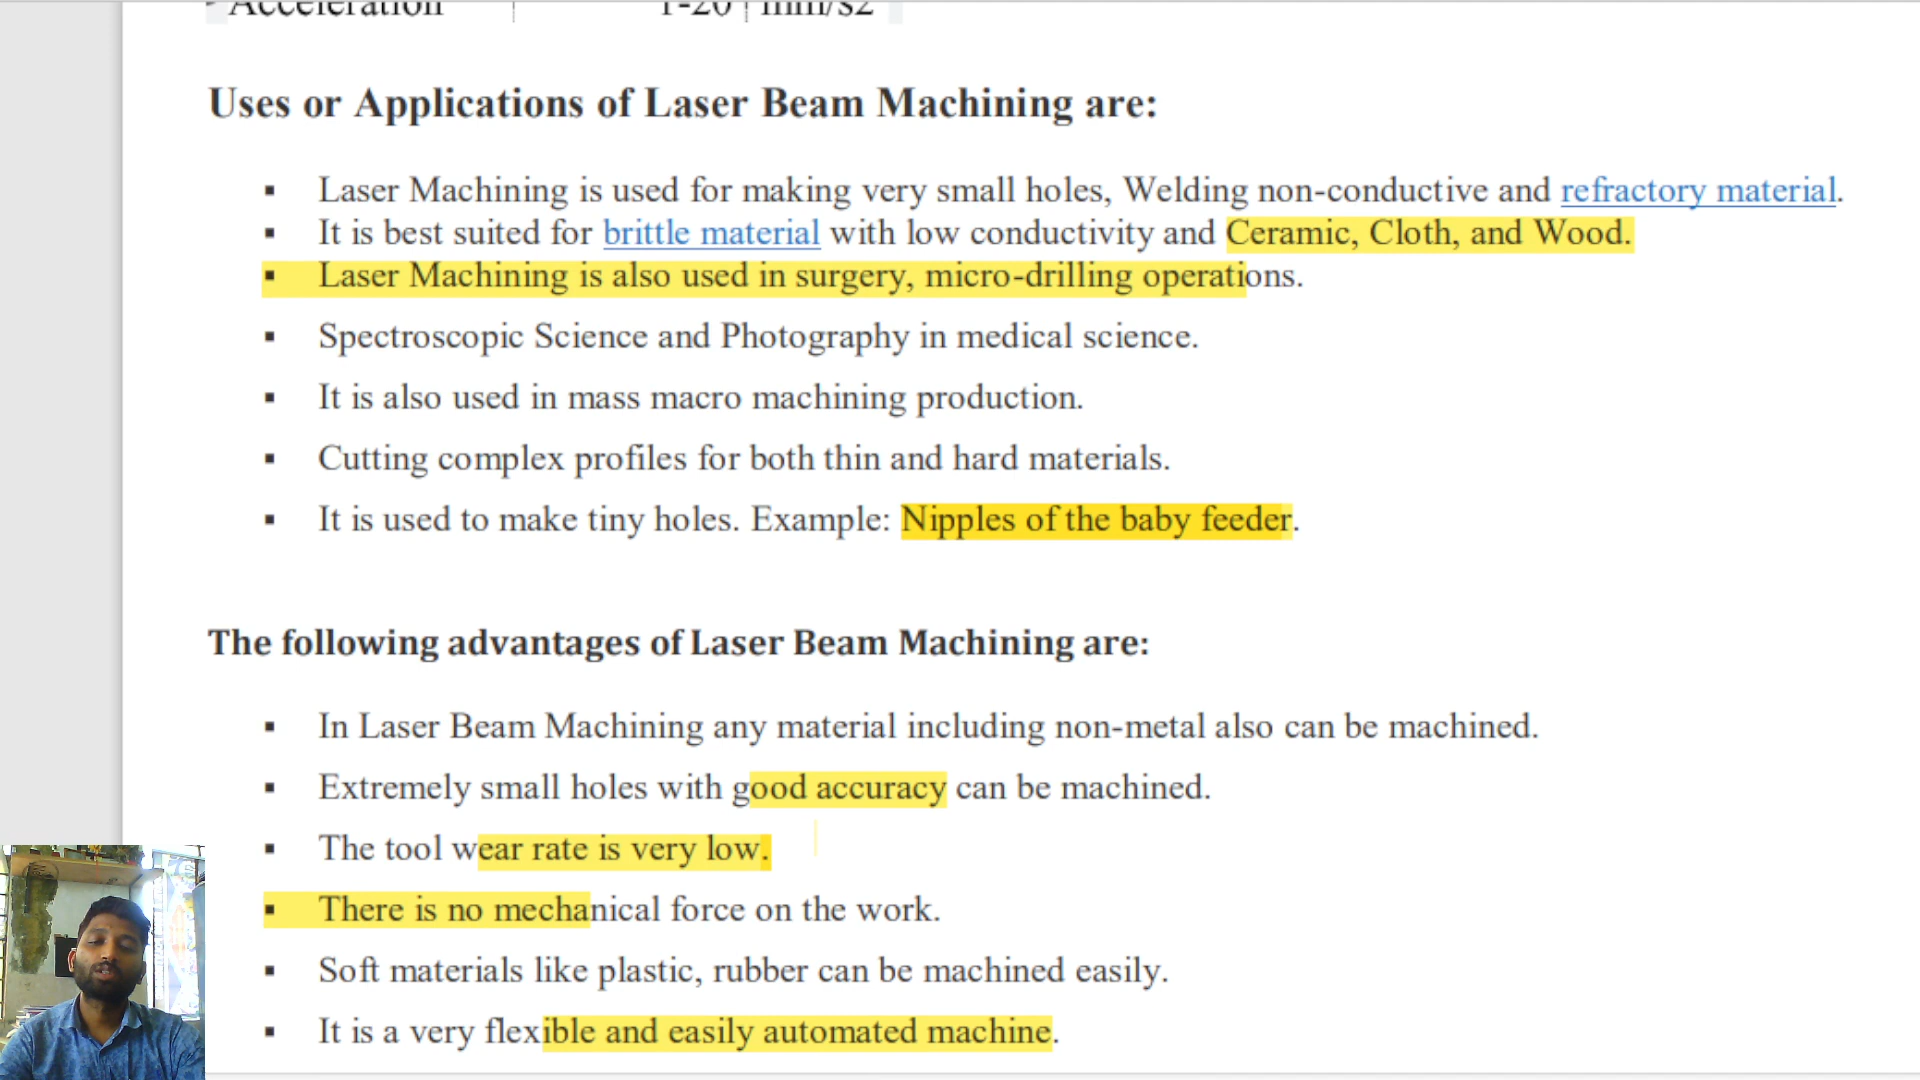 Acceleration 1-20 mm/s2
Uses or Applications of Laser Beam Machining are:
▪ Laser Machining is used for making very small holes, Welding non-conductive and refractory material.
▪ It is best suited for brittle material with low conductivity and Ceramic, Cloth, and Wood.
▪ Laser Machining is also used in surgery, micro-drilling operations.
▪ Spectroscopic Science and Photography in medical science.
▪ It is also used in mass macro machining production.
▪ Cutting complex profiles for both thin and hard materials.
▪ It is used to make tiny holes. Example: Nipples of the baby feeder.
The following advantages of Laser Beam Machining are:
▪ In Laser Beam Machining any material including non-metal also can be machined.
▪ Extremely small holes with good accuracy can be machined.
▪ The tool wear rate is very low.
▪ There is no mechanical force on the work.
▪ Soft materials like plastic, rubber can be machined easily.
▪ It is a very flexible and easily automated machine.